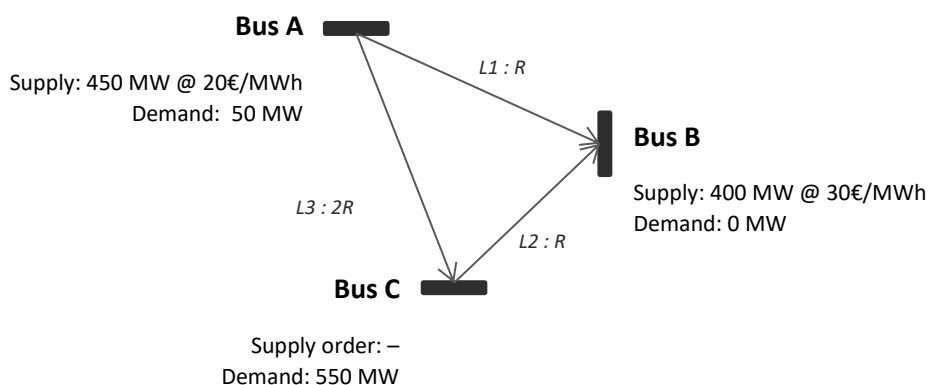 Bus A
Supply: 450 MW @ 20€/MWh
Demand: 50 MW
L1 : R
Bus B
Supply: 400 MW @ 30€/MWh
Demand: 0 MW
L3 : 2R
L2 : R
Bus C
Supply order: –
Demand: 550 MW